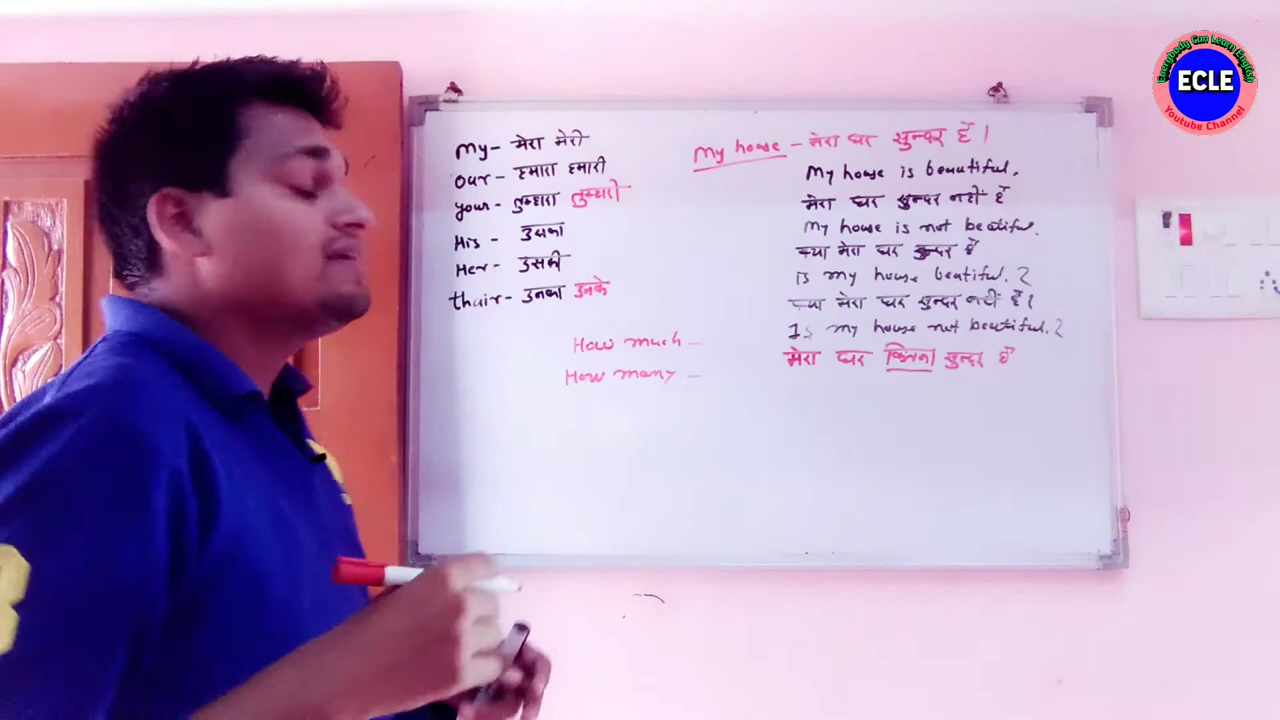 My - मेरा मेरी
Our - हमारा हमारी
your - तुम्हारा तुम्हारी
His - उसका
Her - उसकी
thair - उनका उनके
How much -
How many -
My house - मेरा घर सुन्दर है।
My house is beautiful.
मेरा घर सुन्दर नहीं है
My house is not beatiful.
क्या मेरा घर सुन्दर है
is my house beatiful. ?
क्या मेरा घर सुन्दर नहीं है।
Is my house not beautiful. ?
मेरा घर कितना सुन्दर है
Everybody Can Learn English
ECLE
Youtube Channel